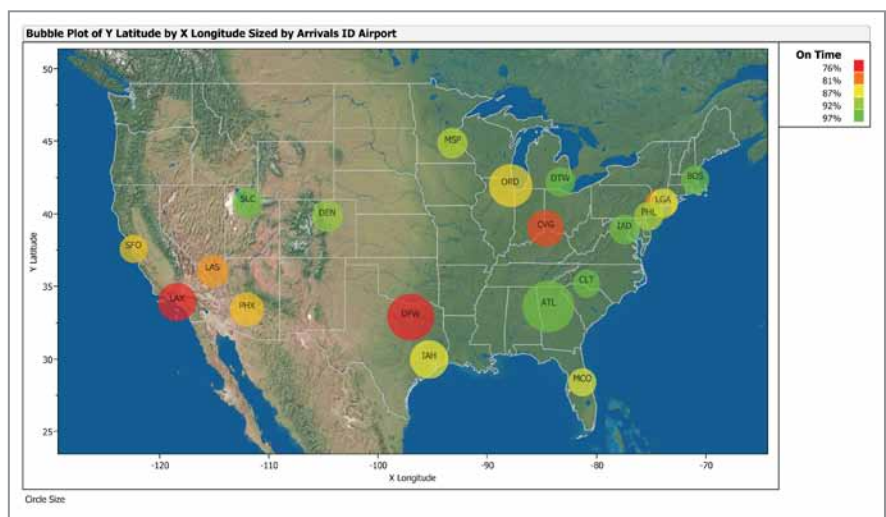 Bubble Plot of Y Latitude by X Longitude Sized by Arrivals ID Airport
On Time
76%
81%
87%
92%
97%
50
45
40
35
30
25
Y Latitude
MSP
ORD
DTW
BOS
SLC
DEN
CVG
LGA
PHL
IAD
SFO
LAS
LAX
PHX
DFW
CLT
ATL
IAH
MCO
-120
-110
-100
-90
-80
-70
X Longitude
Circle Size